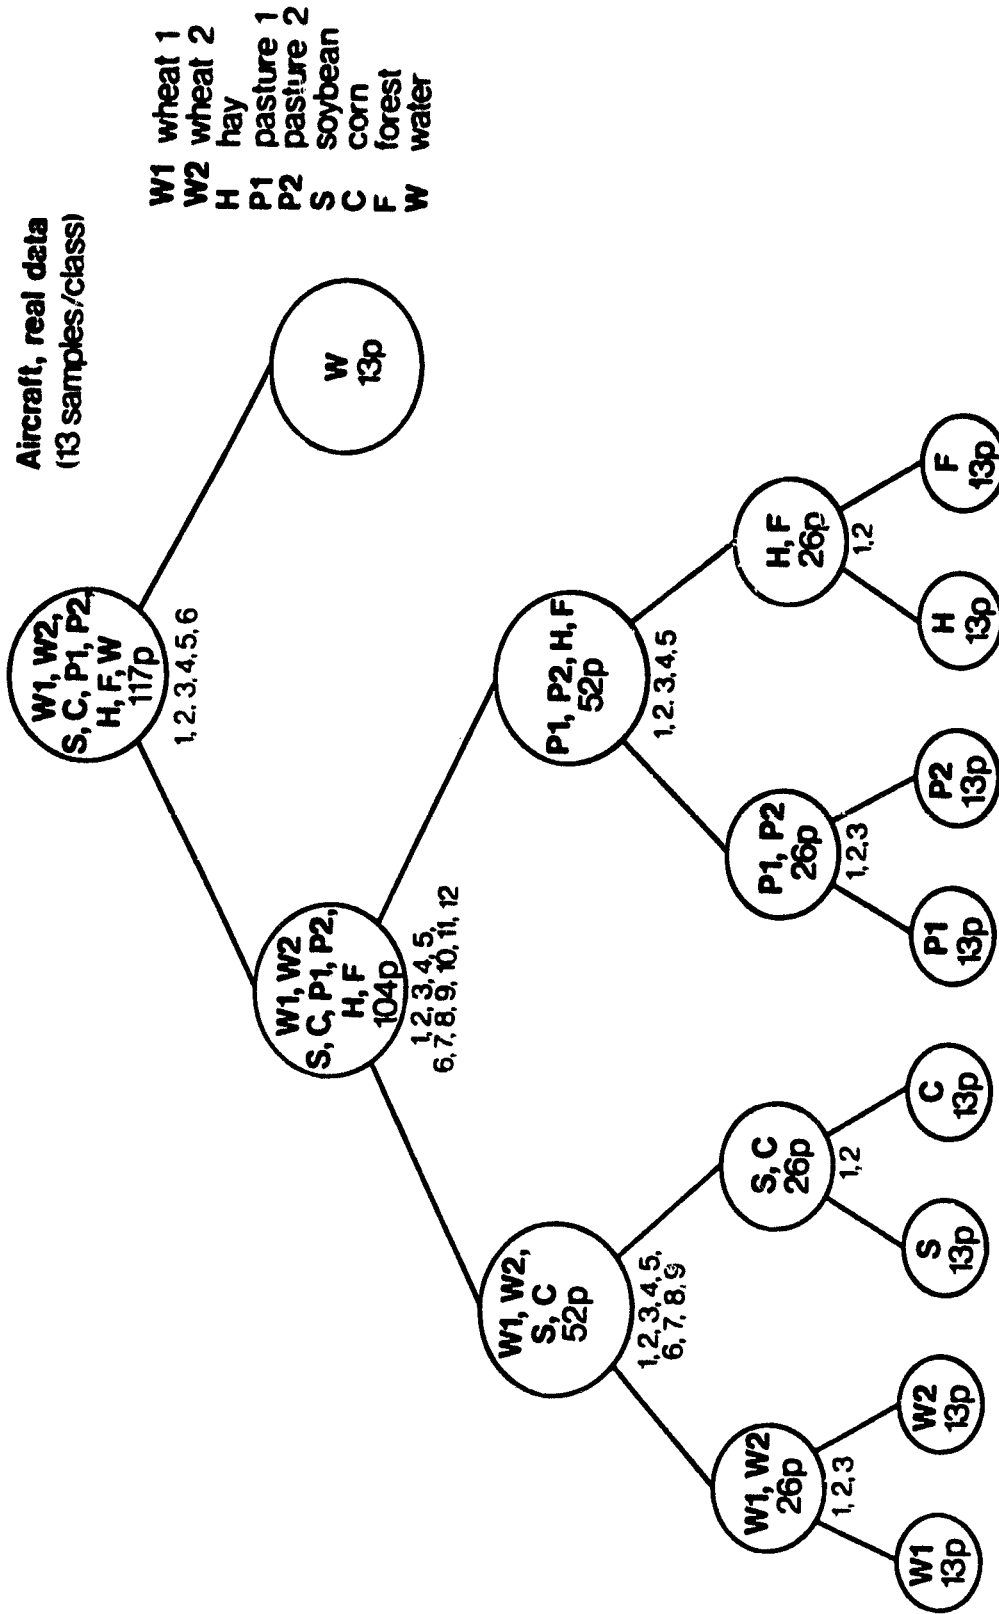 Aircraft, real data
(13 samples/class)
W1 wheat 1
W2 wheat 2
H hay
P1 pasture 1
P2 pasture 2
S soybean
C corn
F forest
W water
W1, W2,
S, C, P1, P2,
H, F, W
117p
1, 2, 3, 4, 5, 6
W
13p
W1, W2
S, C, P1, P2,
H, F
104p
1, 2, 3, 4, 5,
6, 7, 8, 9, 10, 11, 12
W1, W2,
S, C
52p
1, 2, 3, 4, 5,
6, 7, 8, 9
P1, P2, H, F
52p
1, 2, 3, 4, 5
W1, W2
26p
1, 2, 3
S, C
26p
1, 2
P1, P2
26p
1, 2, 3
H, F
26p
1, 2
W1
13p
W2
13p
S
13p
C
13p
P1
13p
P2
13p
H
13p
F
13p